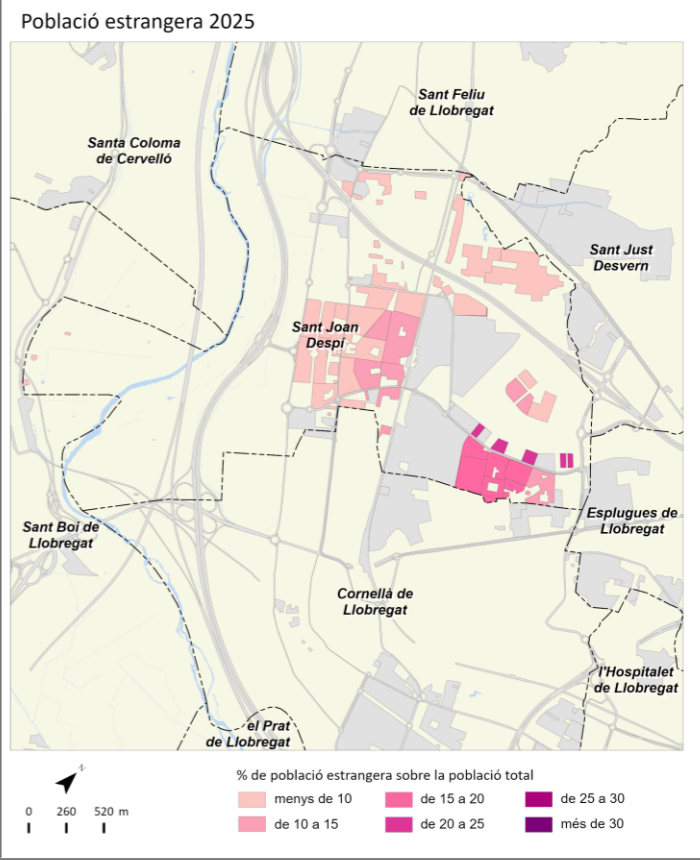 Població estrangera 2025
Sant Feliu
de Llobregat
Santa Coloma
de Cervelló
Sant Just
Desvern
Sant Joan
Despí
Esplugues de
Llobregat
Sant Boi de
Llobregat
Cornellà de
Llobregat
l'Hospitalet
de Llobregat
el Prat
de Llobregat
N
0 260 520 m
% de població estrangera sobre la població total
menys de 10
de 15 a 20
de 25 a 30
de 10 a 15
de 20 a 25
més de 30